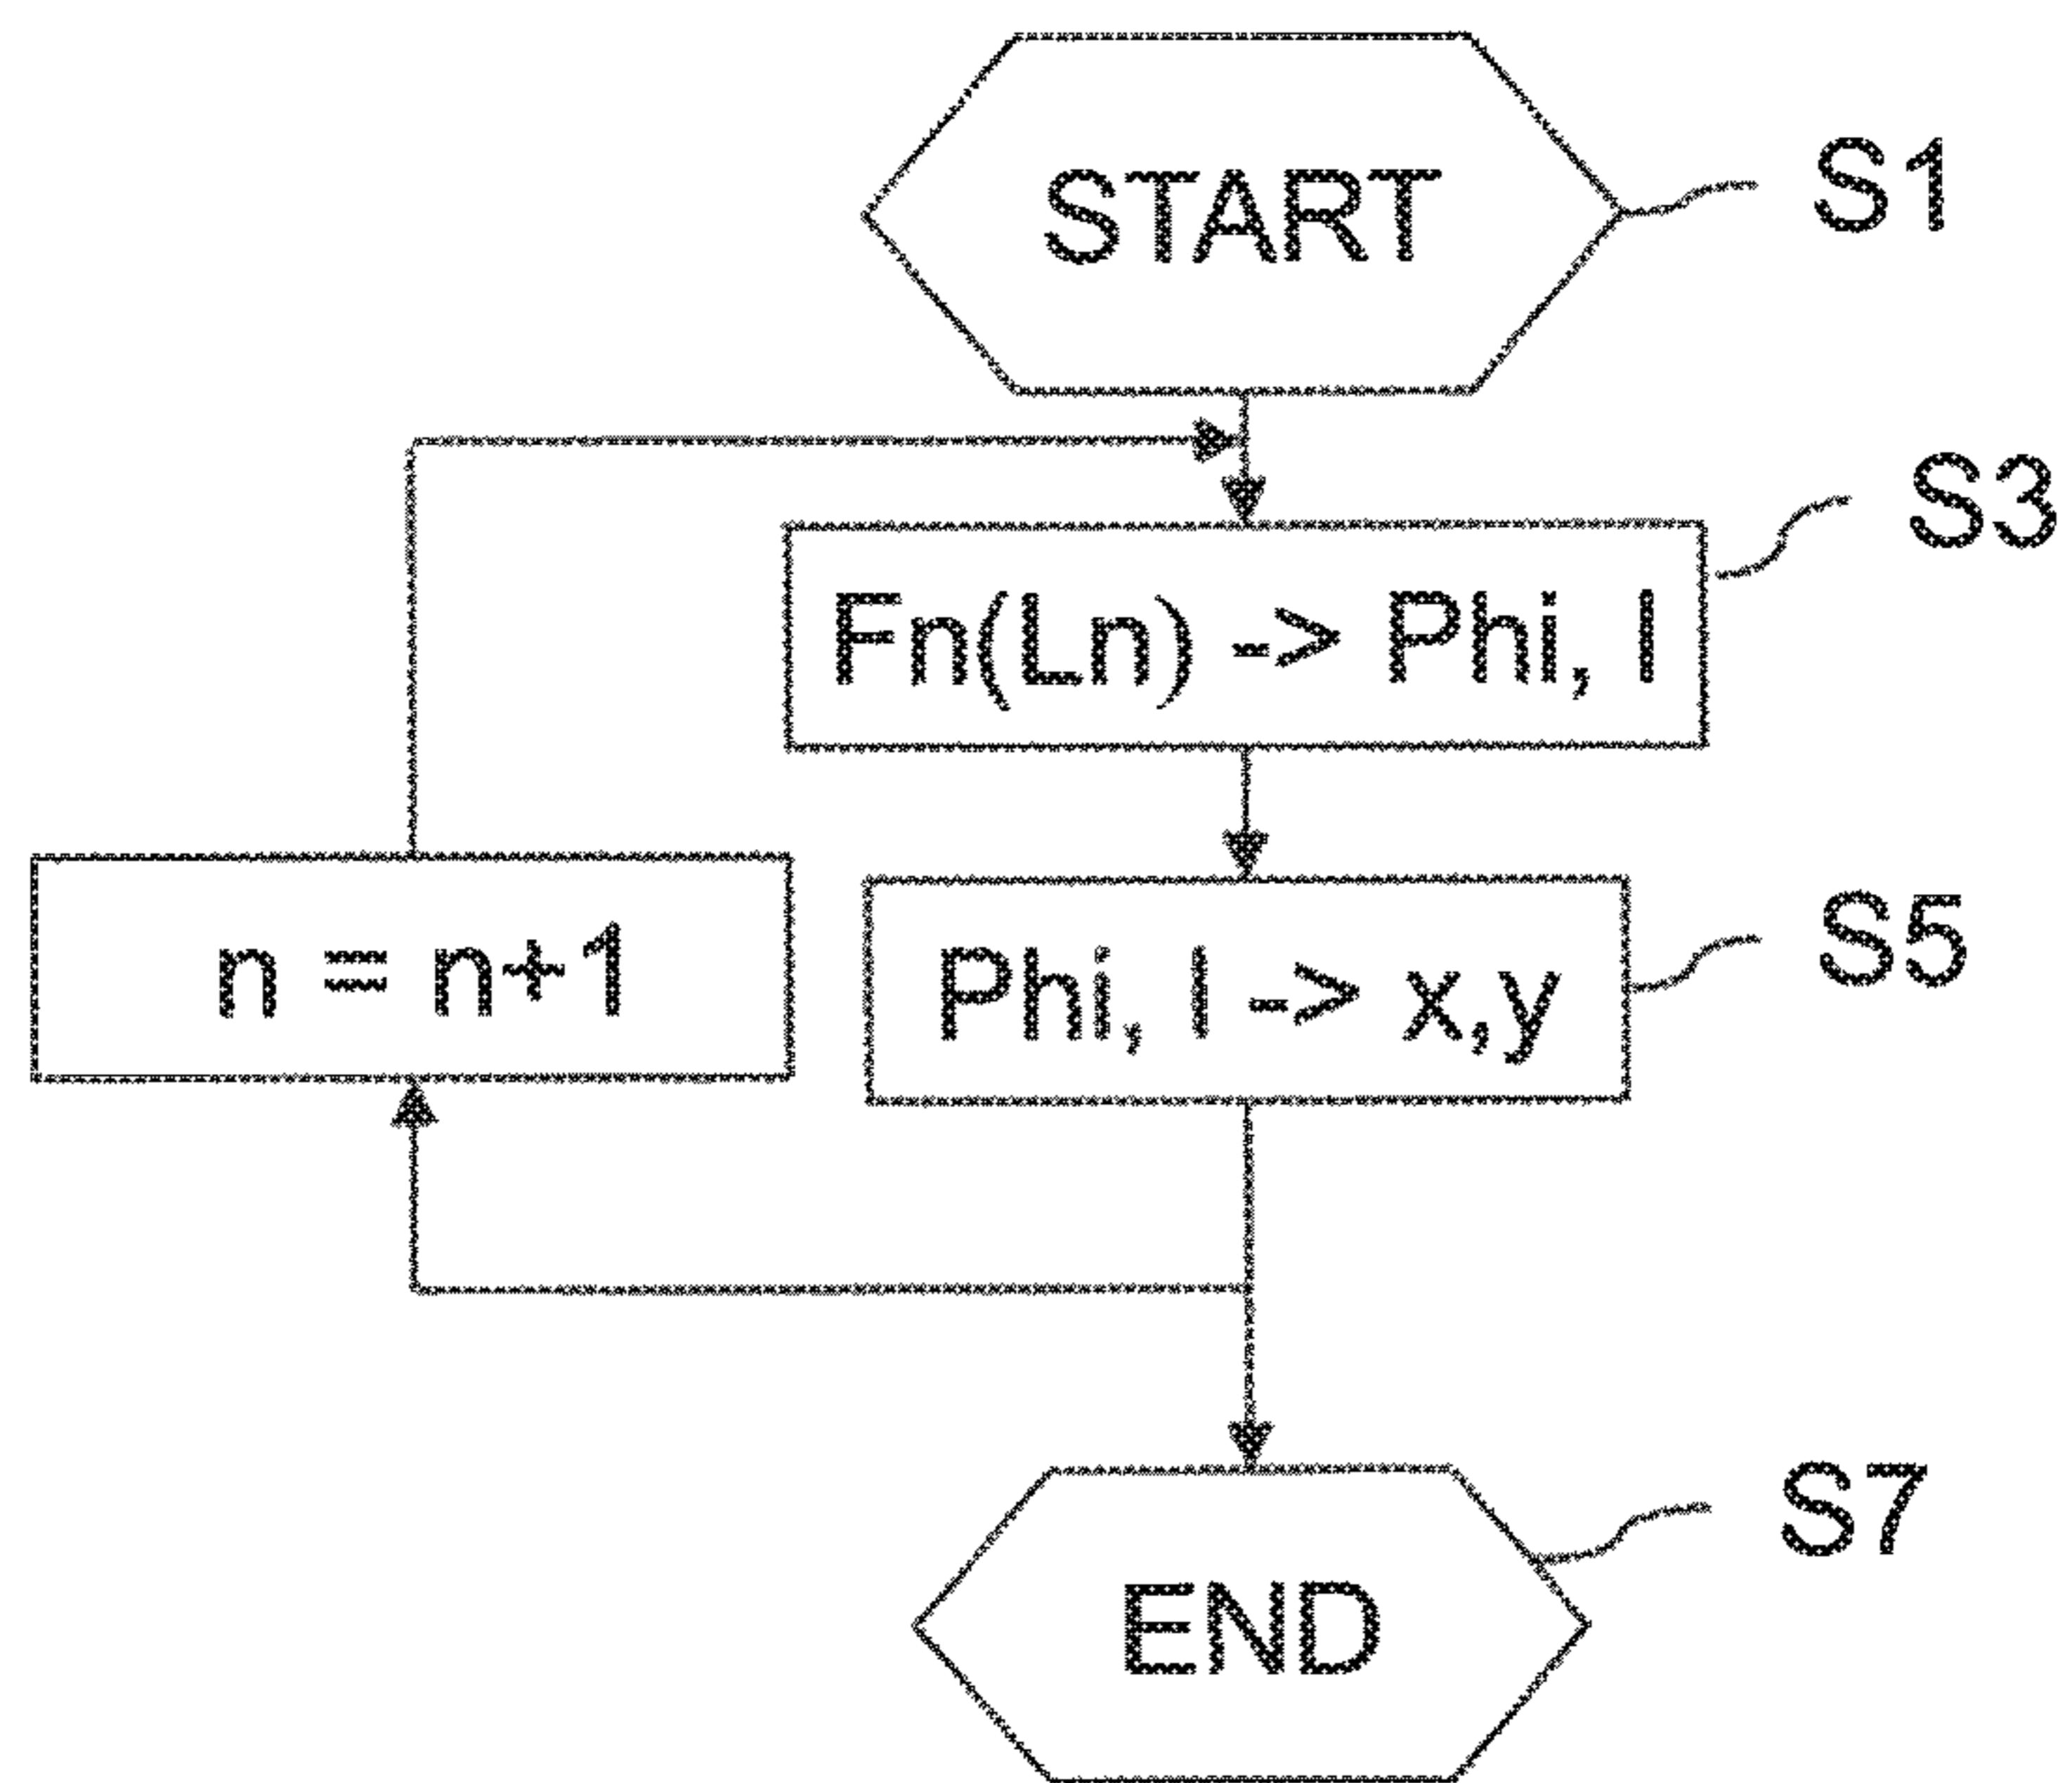 START
S1
Fn(Ln) -> Phi, l
S3
n = n+1
Phi, l -> x,y
S5
END
S7